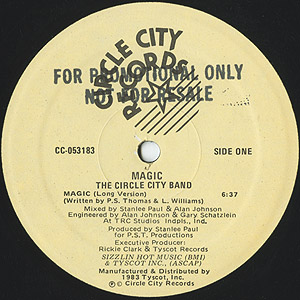 CIRCLE CITY
RECORDS
FOR PROMOTIONAL ONLY
NOT FOR RESALE
CC-053183
SIDE ONE
MAGIC
THE CIRCLE CITY BAND
MAGIC (Long Version) 6:37
(Written by P.S. Thomas & L. Williams)
Mixed by Stanlee Paul & Alan Johnson
Engineered by Alan Johnson & Gary Schatzlein
At TRC Studios Indpls., Ind.
Produced by Stanlee Paul
for P.S.T. Productions
Executive Producer:
Rickie Clark & Tyscot Records
SIZZLIN HOT MUSIC (BMI)
& TYSCOT INC., (ASCAP)
Manufactured & Distributed by
1983 Tyscot, Inc.
℗ © Circle City Records